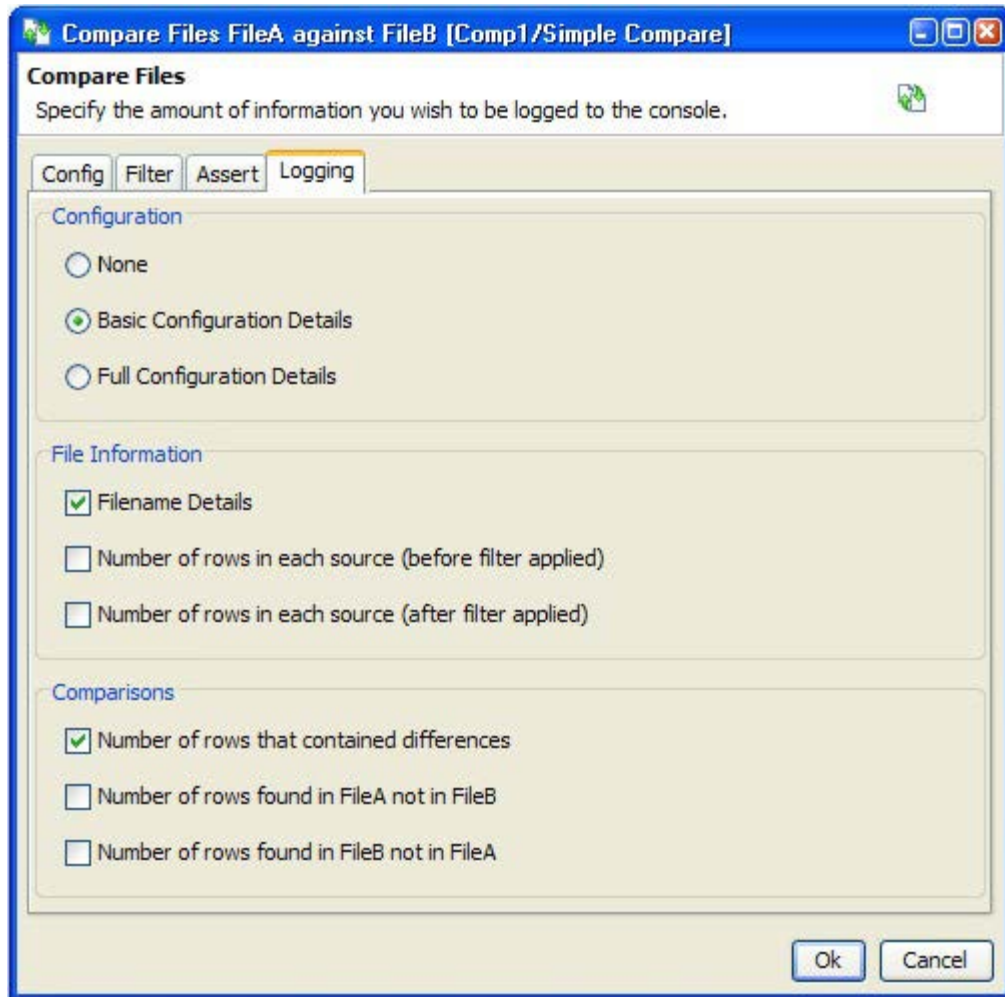 Compare Files FileA against FileB [Comp1/Simple Compare]
Compare Files
Specify the amount of information you wish to be logged to the console.
Config Filter Assert Logging
Configuration
None
Basic Configuration Details
Full Configuration Details
File Information
Filename Details
Number of rows in each source (before filter applied)
Number of rows in each source (after filter applied)
Comparisons
Number of rows that contained differences
Number of rows found in FileA not in FileB
Number of rows found in FileB not in FileA
Ok Cancel